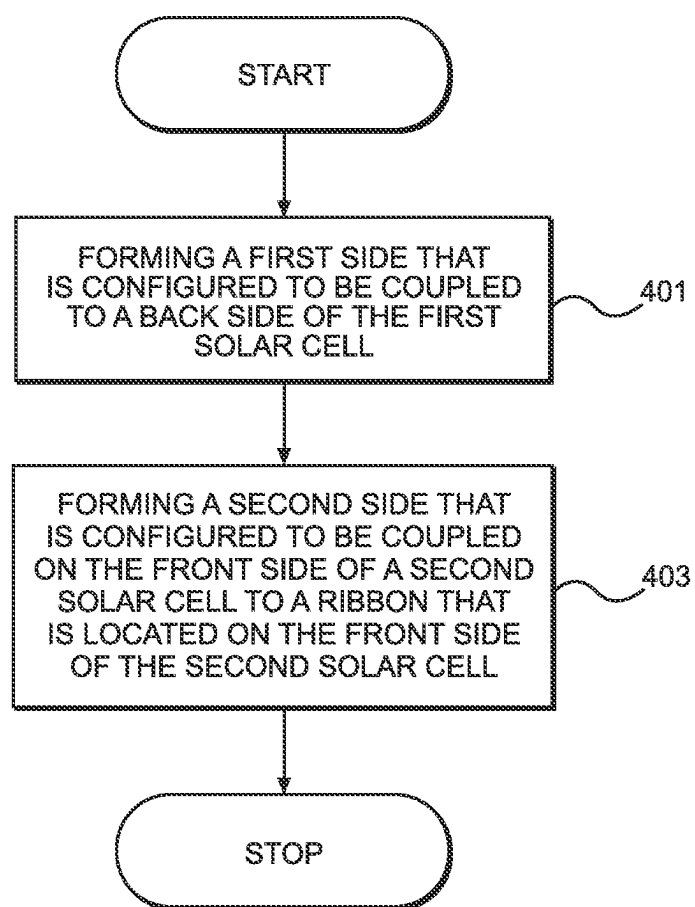 START
FORMING A FIRST SIDE THAT
IS CONFIGURED TO BE COUPLED
TO A BACK SIDE OF THE FIRST
SOLAR CELL
401
FORMING A SECOND SIDE THAT
IS CONFIGURED TO BE COUPLED
ON THE FRONT SIDE OF A SECOND
SOLAR CELL TO A RIBBON THAT
IS LOCATED ON THE FRONT SIDE
OF THE SECOND SOLAR CELL
403
STOP